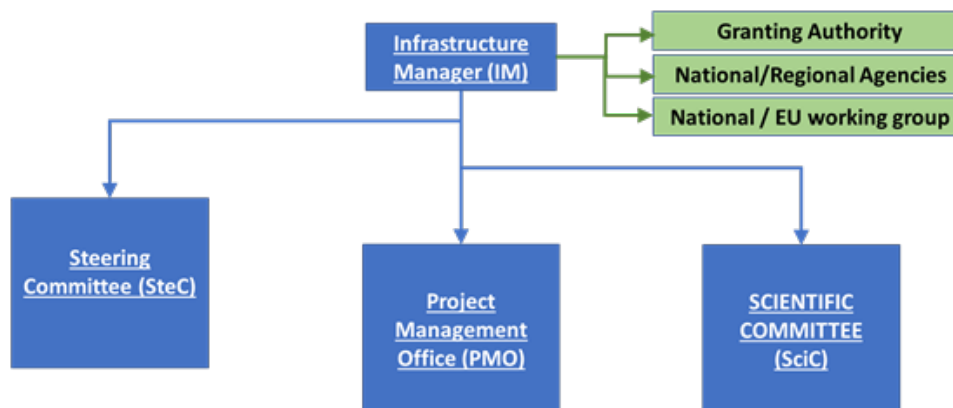 Infrastructure
Manager (IM)
Granting Authority
National/Regional Agencies
National / EU working group
Steering
Committee (SteC)
Project
Management
Office (PMO)
SCIENTIFIC
COMMITTEE
(SciC)